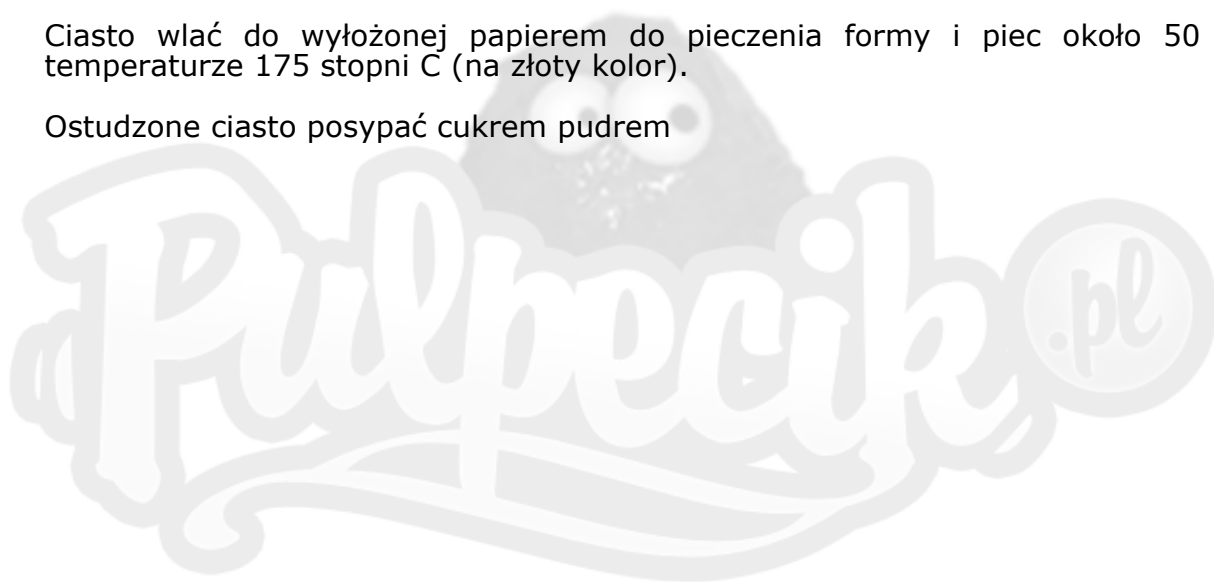 Ciasto wlać do wyłożonej papierem do pieczenia formy i piec około 50
temperaturze 175 stopni C (na złoty kolor).
Ostudzone ciasto posypać cukrem pudrem
Pulpecik.pl